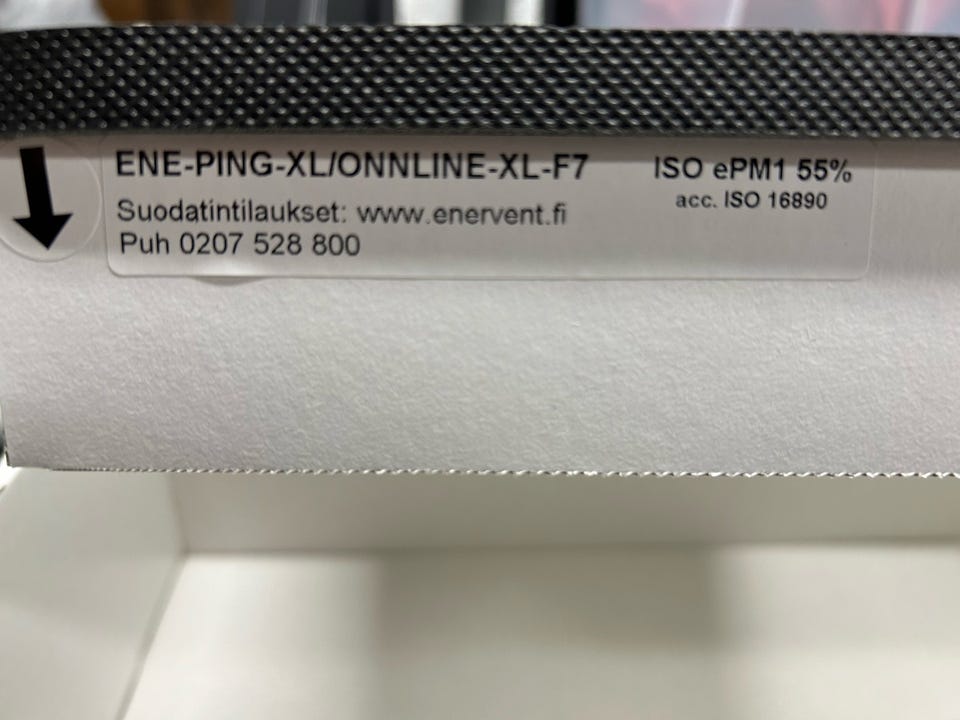 ENE-PING-XL/ONNLINE-XL-F7
ISO ePM1 55%
acc. ISO 16890
Suodatintilaukset: www.enervent.fi
Puh 0207 528 800